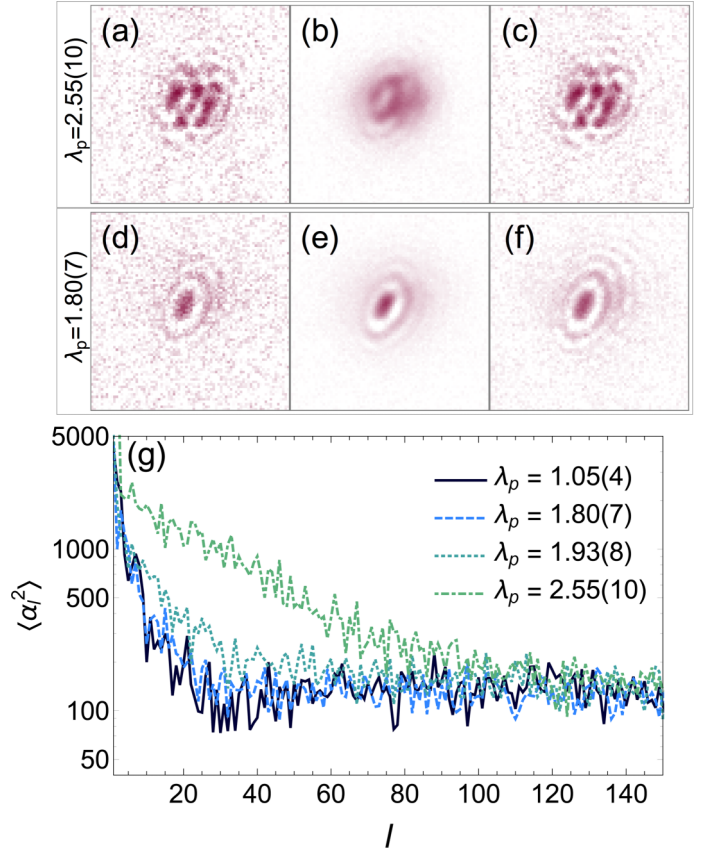 (a) (b) (c)
λp=2.55(10)
(d) (e) (f)
λp=1.80(7)
(g)
5000
1000
500
100
50
⟨αl²⟩
λp = 1.05(4)
λp = 1.80(7)
λp = 1.93(8)
λp = 2.55(10)
20 40 60 80 100 120 140
l